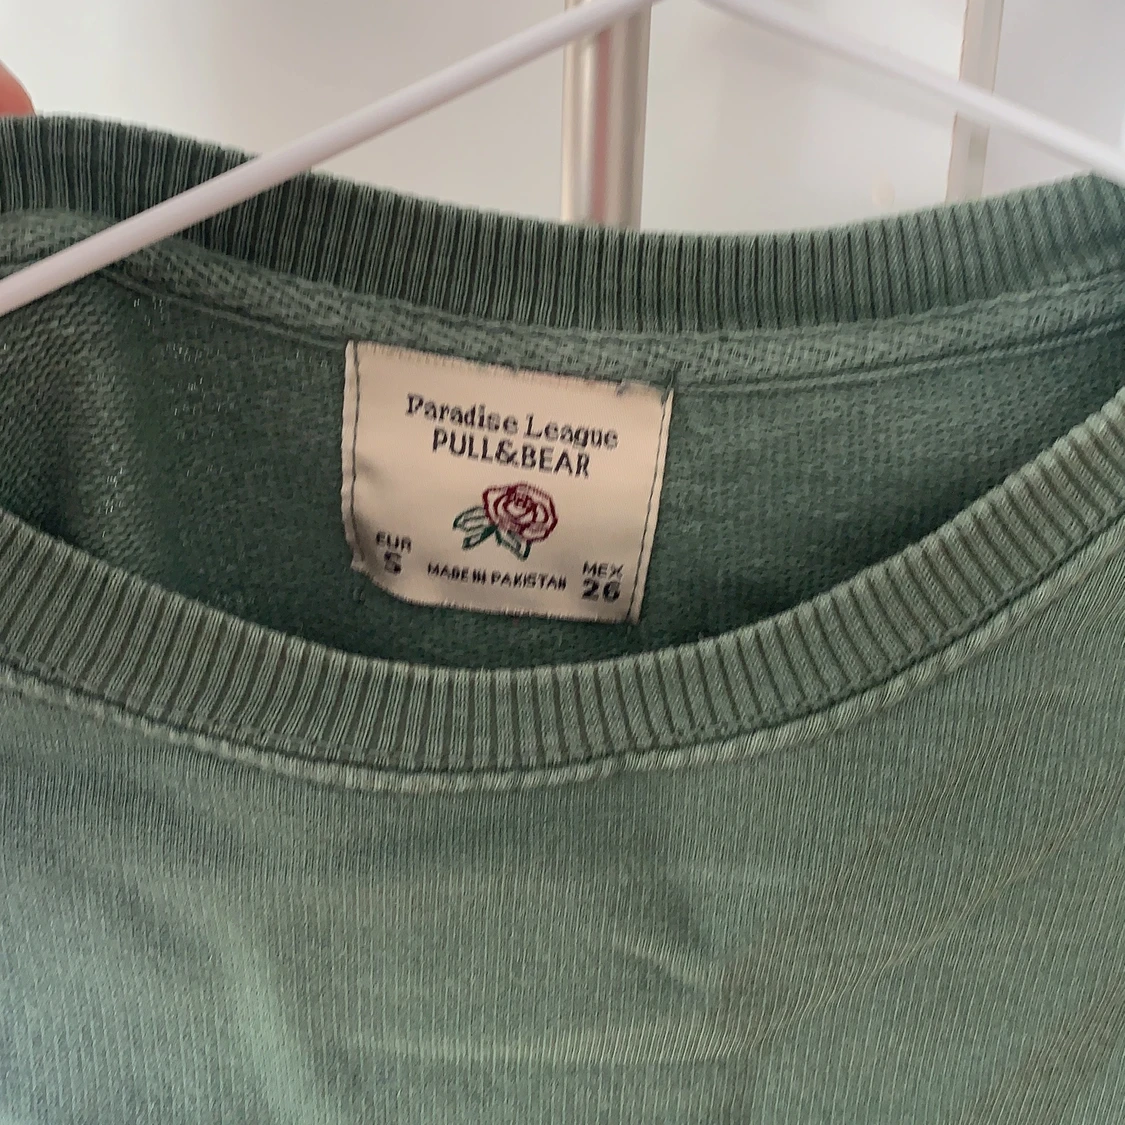 Paradise League
PULL&BEAR
EUR
S
MADE IN PAKISTAN
MEX
26